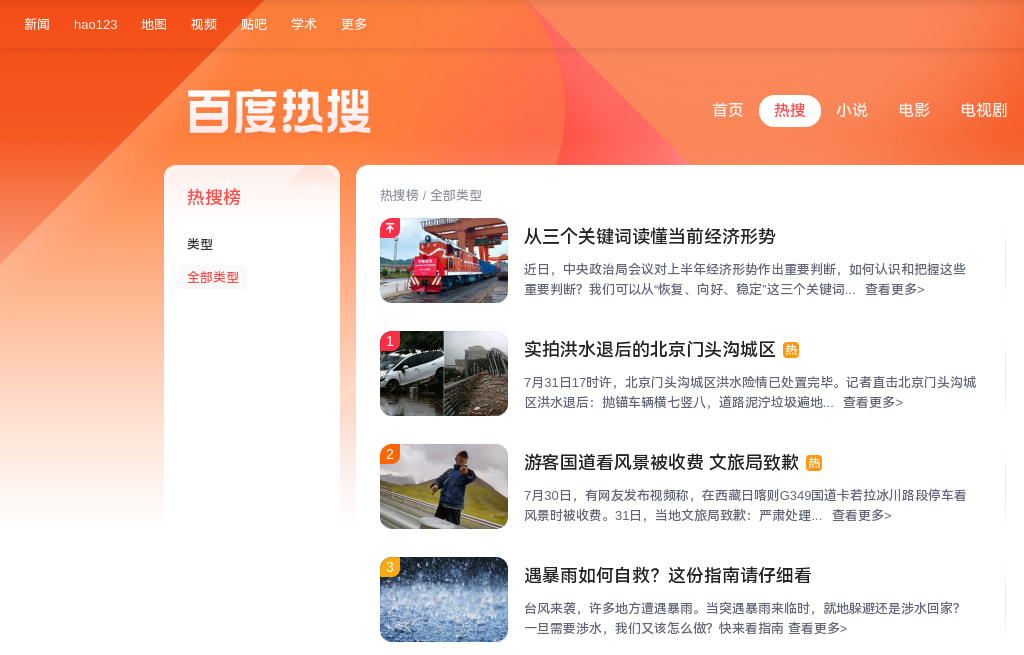 新闻 hao123 地图 视频 贴吧 学术 更多
百度热搜
首页 热搜 小说 电影 电视剧
热搜榜
类型
全部类型
热搜榜 / 全部类型
从三个关键词读懂当前经济形势
近日，中央政治局会议对上半年经济形势作出重要判断，如何认识和把握这些
重要判断？我们可以从“恢复、向好、稳定”这三个关键词... 查看更多>
1
实拍洪水退后的北京门头沟城区 热
7月31日17时许，北京门头沟城区洪水险情已处置完毕。记者直击北京门头沟城
区洪水退后：抛锚车辆横七竖八，道路泥泞垃圾遍地... 查看更多>
2
游客国道看风景被收费 文旅局致歉 热
7月30日，有网友发布视频称，在西藏日喀则G349国道卡若拉冰川路段停车看
风景时被收费。31日，当地文旅局致歉：严肃处理... 查看更多>
3
遇暴雨如何自救？这份指南请仔细看
台风来袭，许多地方遭遇暴雨。当突遇暴雨来临时，就地躲避还是涉水回家？
一旦需要涉水，我们又该怎么做？快来看指南 查看更多>